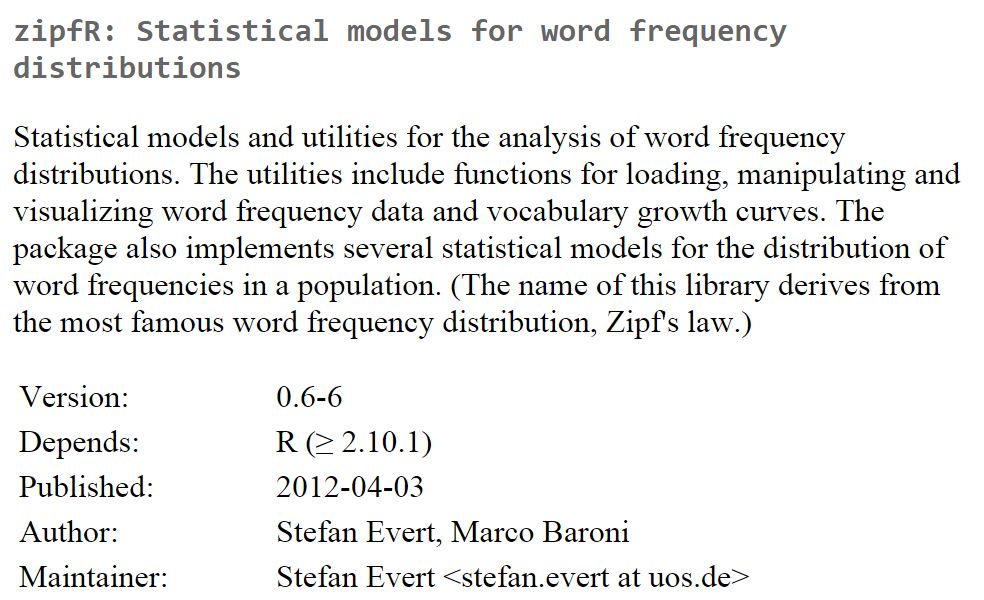 zipfR: Statistical models for word frequency
distributions
Statistical models and utilities for the analysis of word frequency
distributions. The utilities include functions for loading, manipulating and
visualizing word frequency data and vocabulary growth curves. The
package also implements several statistical models for the distribution of
word frequencies in a population. (The name of this library derives from
the most famous word frequency distribution, Zipf's law.)
Version: 0.6-6
Depends: R (≥ 2.10.1)
Published: 2012-04-03
Author: Stefan Evert, Marco Baroni
Maintainer: Stefan Evert <stefan.evert at uos.de>